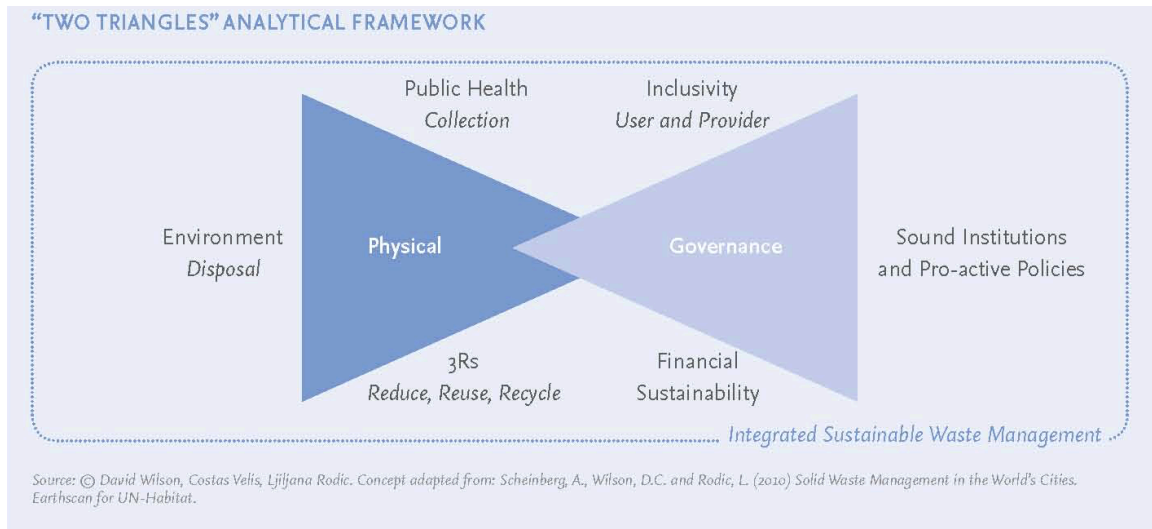 “TWO TRIANGLES” ANALYTICAL FRAMEWORK
Public Health
Collection
Inclusivity
User and Provider
Environment
Disposal
Physical
Governance
Sound Institutions
and Pro-active Policies
3Rs
Reduce, Reuse, Recycle
Financial
Sustainability
Integrated Sustainable Waste Management
Source: © David Wilson, Costas Velis, Ljiljana Rodic. Concept adapted from: Scheinberg, A., Wilson, D.C. and Rodic, L. (2010) Solid Waste Management in the World’s Cities.
Earthscan for UN-Habitat.